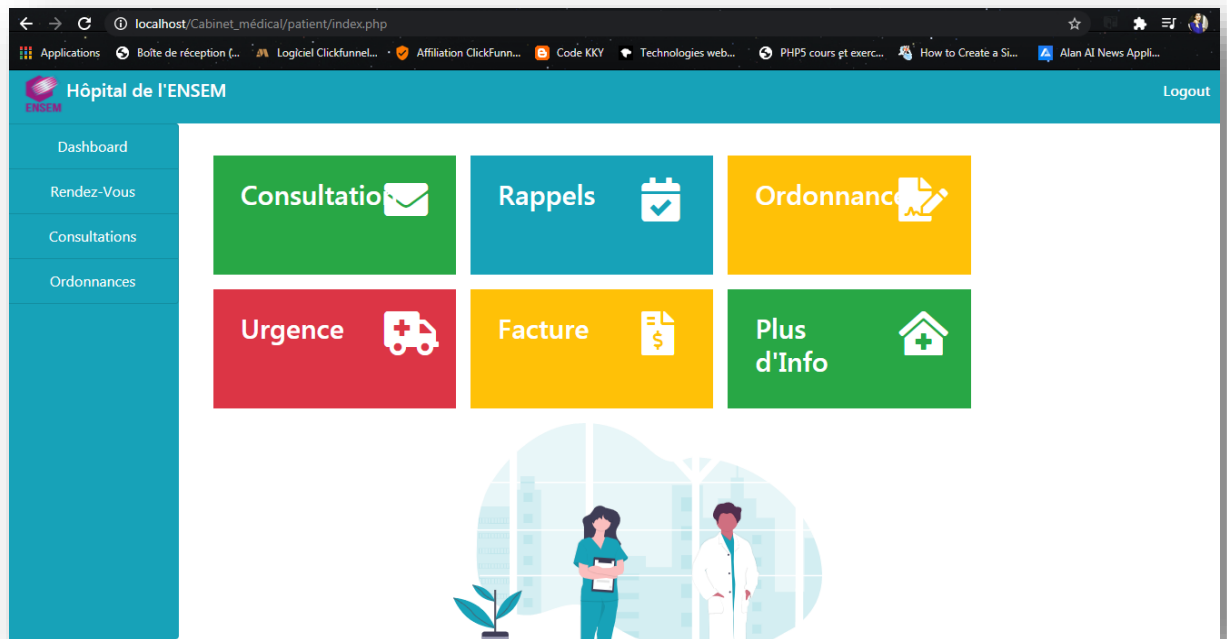 localhost/Cabinet_médical/patient/index.php
Applications Boîte de réception (... Logiciel Clickfunnel... Affiliation ClickFunn... Code KKY Technologies web... PHP5 cours et exerc... How to Create a Si... Alan AI News Appli...
ENSEM
Hôpital de l'ENSEM
Logout
Dashboard
Rendez-Vous
Consultations
Ordonnances
Consultatio
Rappels
Ordonnanc
Urgence
Facture
$
Plus
d'Info